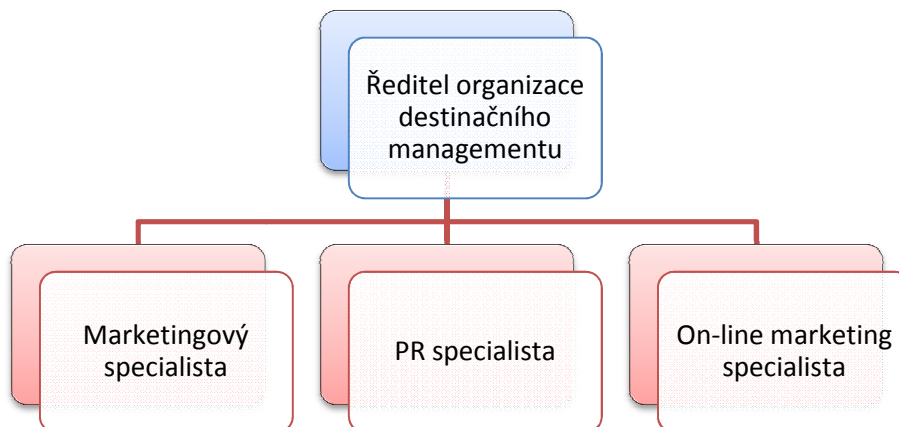 Ředitel organizace
destinačního
managementu
Marketingový
specialista
PR specialista
On-line marketing
specialista